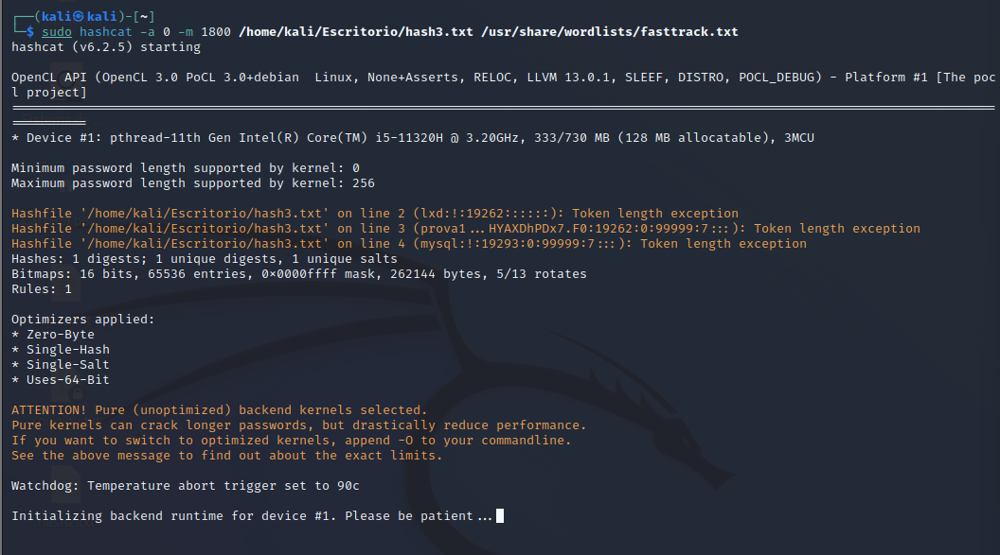 ┌──(kali㉿kali)-[~]
└─$ sudo hashcat -a 0 -m 1800 /home/kali/Escritorio/hash3.txt /usr/share/wordlists/fasttrack.txt
hashcat (v6.2.5) starting
OpenCL API (OpenCL 3.0 PoCL 3.0+debian  Linux, None+Asserts, RELOC, LLVM 13.0.1, SLEEF, DISTRO, POCL_DEBUG) - Platform #1 [The poc
l project]
* Device #1: pthread-11th Gen Intel(R) Core(TM) i5-11320H @ 3.20GHz, 333/730 MB (128 MB allocatable), 3MCU
Minimum password length supported by kernel: 0
Maximum password length supported by kernel: 256
Hashfile '/home/kali/Escritorio/hash3.txt' on line 2 (lxd:!:19262::::::): Token length exception
Hashfile '/home/kali/Escritorio/hash3.txt' on line 3 (prova1...HYAXDhPDx7.F0:19262:0:99999:7:::): Token length exception
Hashfile '/home/kali/Escritorio/hash3.txt' on line 4 (mysql:!:19293:0:99999:7:::): Token length exception
Hashes: 1 digests; 1 unique digests, 1 unique salts
Bitmaps: 16 bits, 65536 entries, 0x0000ffff mask, 262144 bytes, 5/13 rotates
Rules: 1
Optimizers applied:
* Zero-Byte
* Single-Hash
* Single-Salt
* Uses-64-Bit
ATTENTION! Pure (unoptimized) backend kernels selected.
Pure kernels can crack longer passwords, but drastically reduce performance.
If you want to switch to optimized kernels, append -O to your commandline.
See the above message to find out about the exact limits.
Watchdog: Temperature abort trigger set to 90c
Initializing backend runtime for device #1. Please be patient...